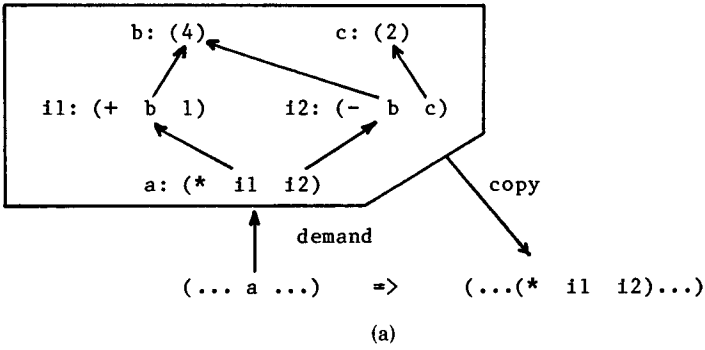 b: (4) c: (2)
i1: (+ b 1) i2: (- b c)
a: (* i1 i2)
copy
demand
(... a ...) => (...(* i1 i2)...)
(a)